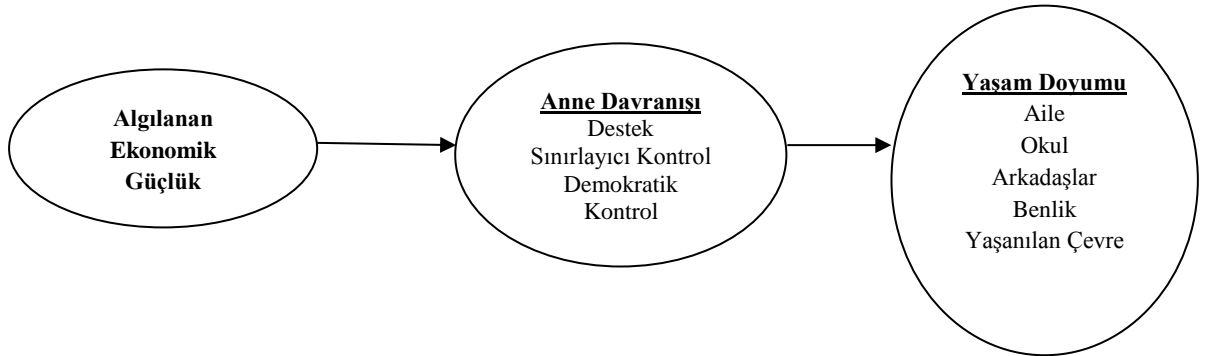 Algılanan
Ekonomik
Güçlük
Anne Davranışı
Destek
Sınırlayıcı Kontrol
Demokratik
Kontrol
Yaşam Doyumu
Aile
Okul
Arkadaşlar
Benlik
Yaşanılan Çevre